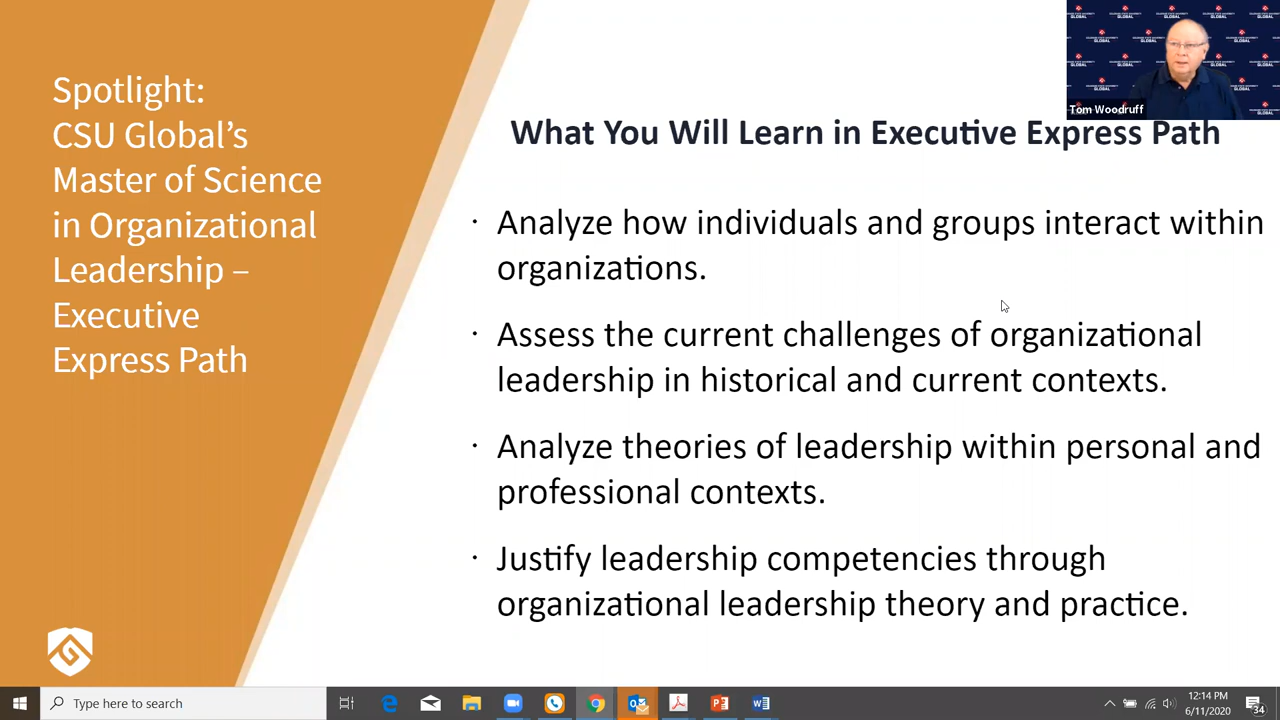 Spotlight:
CSU Global’s
Master of Science
in Organizational
Leadership –
Executive
Express Path
What You Will Learn in Executive Express Path
· Analyze how individuals and groups interact within
organizations.
· Assess the current challenges of organizational
leadership in historical and current contexts.
· Analyze theories of leadership within personal and
professional contexts.
· Justify leadership competencies through
organizational leadership theory and practice.
Tom Woodruff
Type here to search
12:14 PM
6/11/2020
34